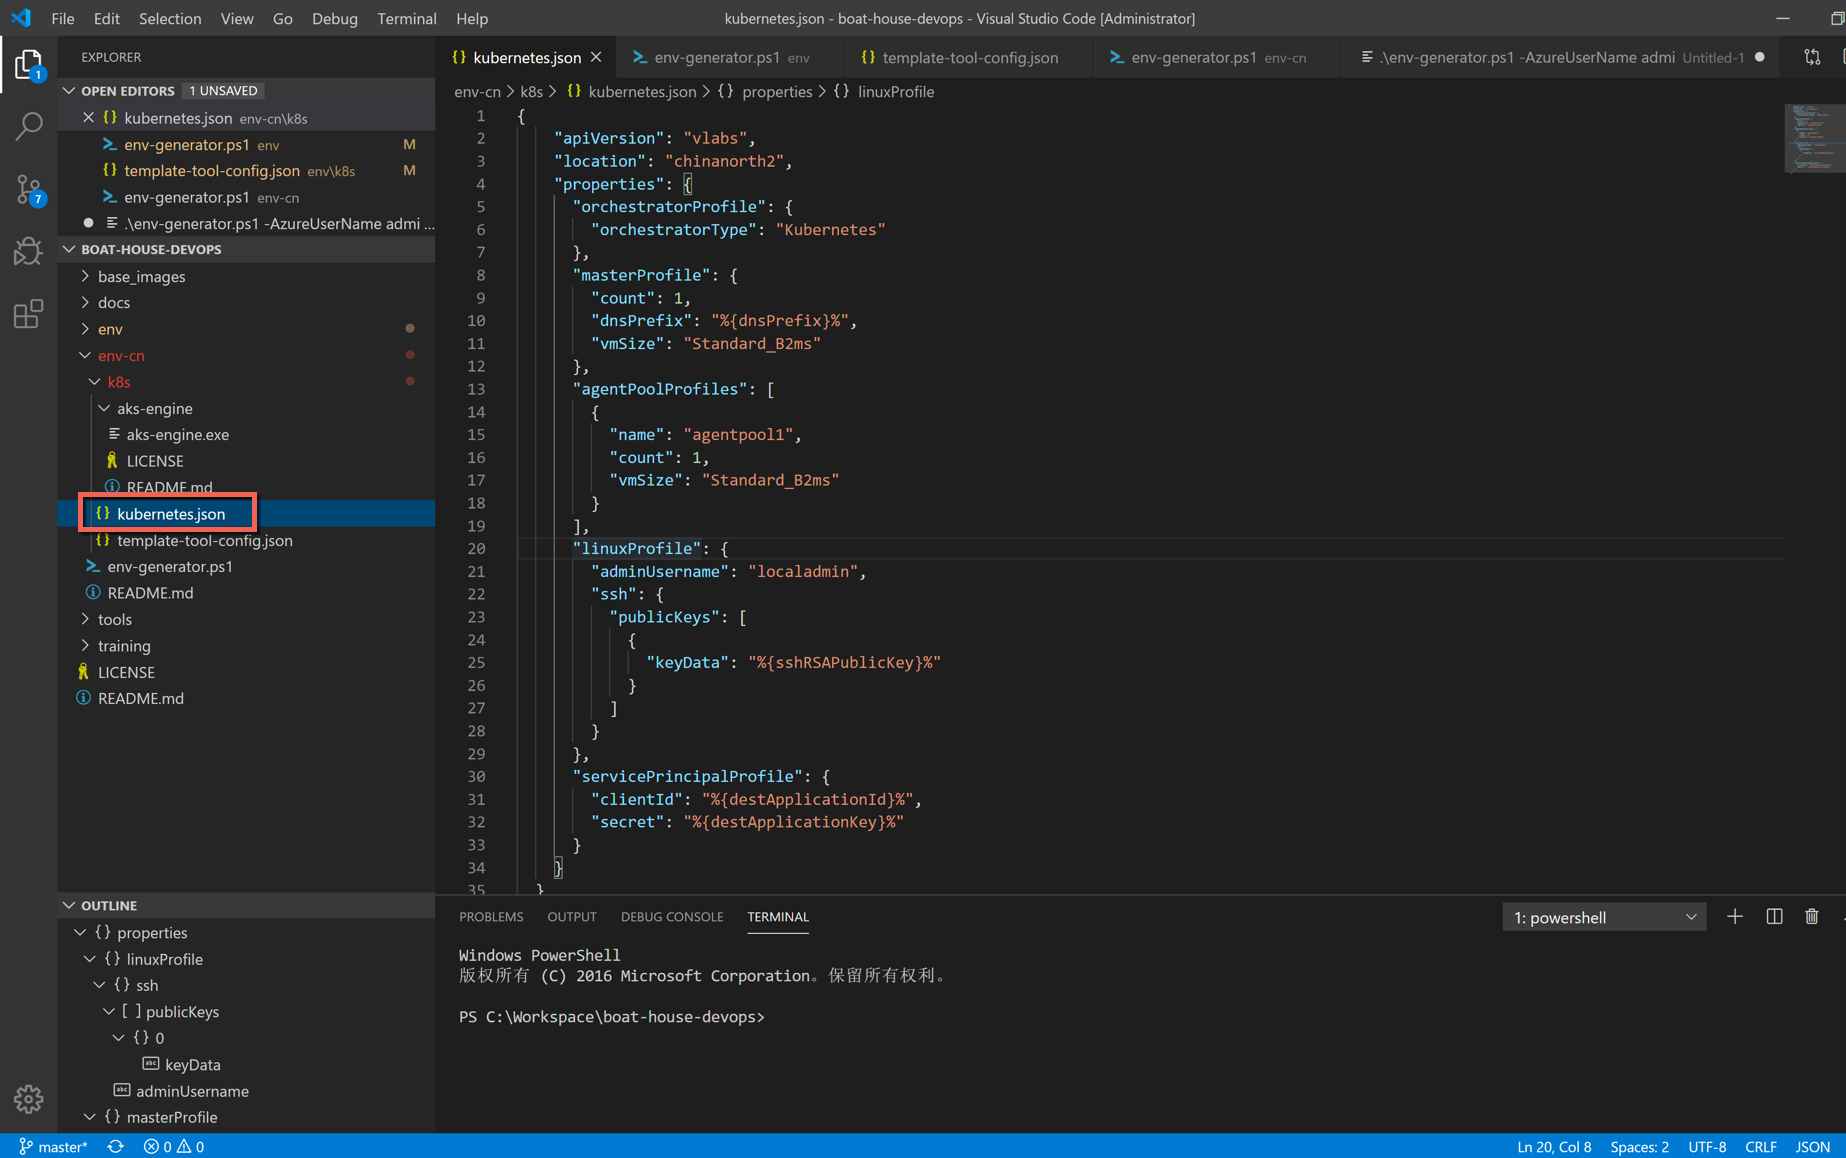 File Edit Selection View Go Debug Terminal Help
kubernetes.json - boat-house-devops - Visual Studio Code [Administrator]
EXPLORER
OPEN EDITORS 1 UNSAVED
kubernetes.json env-cn\k8s
env-generator.ps1 env M
template-tool-config.json env\k8s M
env-generator.ps1 env-cn
.\env-generator.ps1 -AzureUserName admi ...
BOAT-HOUSE-DEVOPS
base_images
docs
env
env-cn
k8s
aks-engine
aks-engine.exe
LICENSE
README.md
kubernetes.json
template-tool-config.json
env-generator.ps1
README.md
tools
training
LICENSE
README.md
OUTLINE
{} properties
{} linuxProfile
{} ssh
[ ] publicKeys
{} 0
keyData
adminUsername
{} masterProfile
1
7
kubernetes.json
env-generator.ps1 env
template-tool-config.json
env-generator.ps1 env-cn
.\env-generator.ps1 -AzureUserName admi Untitled-1
env-cn > k8s > {} kubernetes.json > {} properties > {} linuxProfile
1 {
2 "apiVersion": "vlabs",
3 "location": "chinanorth2",
4 "properties": {
5 "orchestratorProfile": {
6 "orchestratorType": "Kubernetes"
7 },
8 "masterProfile": {
9 "count": 1,
10 "dnsPrefix": "%{dnsPrefix}%",
11 "vmSize": "Standard_B2ms"
12 },
13 "agentPoolProfiles": [
14 {
15 "name": "agentpool1",
16 "count": 1,
17 "vmSize": "Standard_B2ms"
18 }
19 ],
20 "linuxProfile": {
21 "adminUsername": "localadmin",
22 "ssh": {
23 "publicKeys": [
24 {
25 "keyData": "%{sshRSAPublicKey}%"
26 }
27 ]
28 }
29 },
30 "servicePrincipalProfile": {
31 "clientId": "%{destApplicationId}%",
32 "secret": "%{destApplicationKey}%"
33 }
34 }
35 }
PROBLEMS OUTPUT DEBUG CONSOLE TERMINAL
1: powershell
Windows PowerShell
版权所有 (C) 2016 Microsoft Corporation。保留所有权利。
PS C:\Workspace\boat-house-devops>
master* 0 0
Ln 20, Col 8 Spaces: 2 UTF-8 CRLF JSON